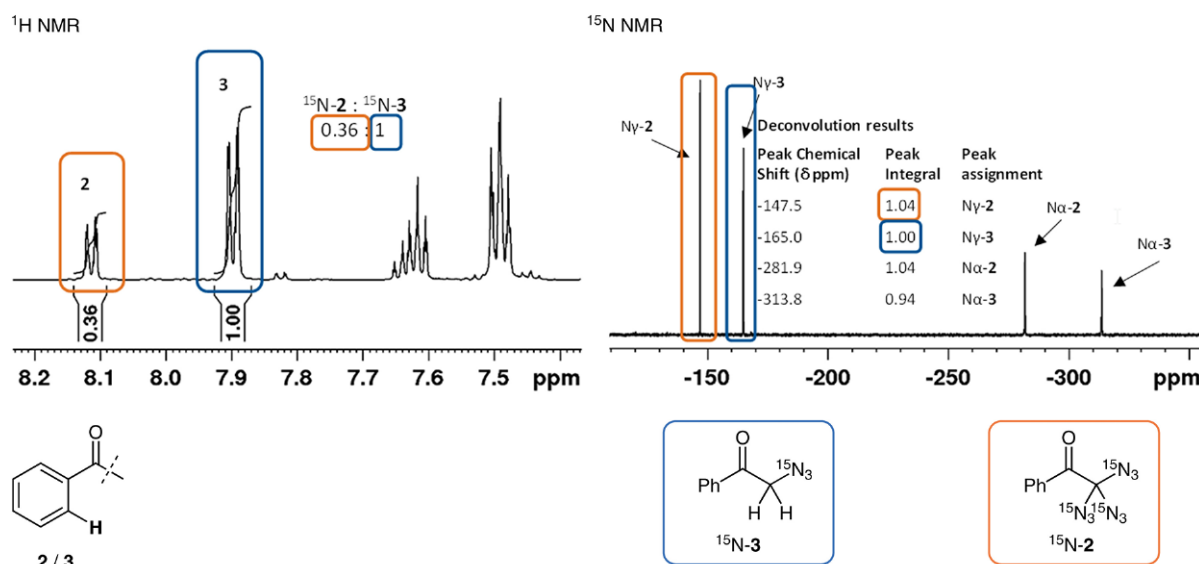 ¹H NMR
2
3
¹⁵N-2 : ¹⁵N-3
0.36 : 1
0.36
1.00
8.2 8.1 8.0 7.9 7.8 7.7 7.6 7.5 ppm
O
H
2 / 3
¹⁵N NMR
Nγ-2
Nγ-3
Deconvolution results
Peak Chemical Shift (δppm) Peak Integral Peak assignment
-147.5 1.04 Nγ-2
-165.0 1.00 Nγ-3
-281.9 1.04 Nα-2
-313.8 0.94 Nα-3
Nα-2
Nα-3
-150 -200 -250 -300 ppm
O
Ph ¹⁵N₃
H H
¹⁵N-3
O
Ph ¹⁵N₃
¹⁵N₃ ¹⁵N₃
¹⁵N-2